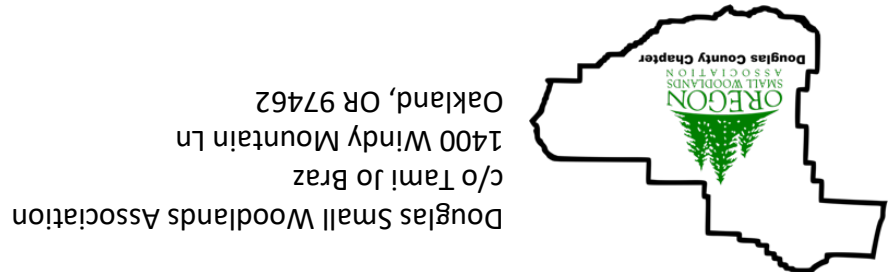 Douglas Small Woodlands Association
c/o Tami Jo Braz
1400 Windy Mountain Ln
Oakland, OR 97462
OREGON
SMALL WOODLANDS
ASSOCIATION
Douglas County Chapter